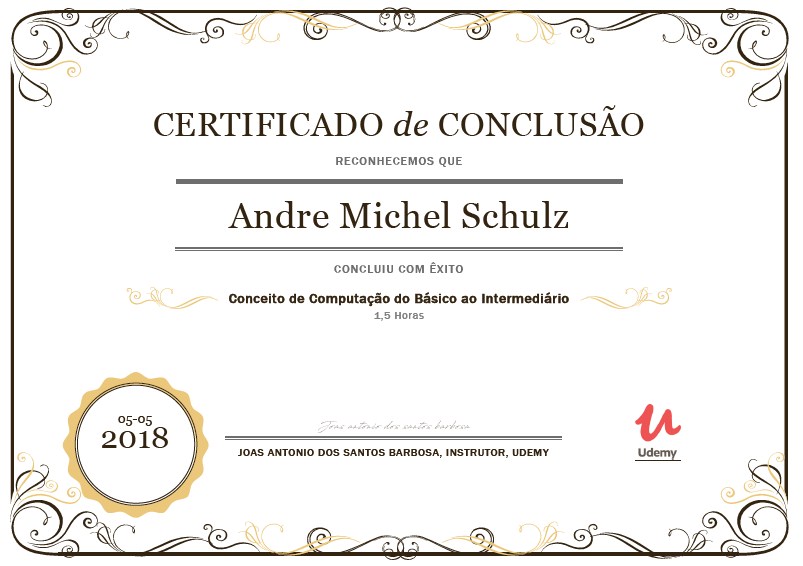 CERTIFICADO de CONCLUSÃO
RECONHECEMOS QUE
Andre Michel Schulz
CONCLUIU COM ÊXITO
Conceito de Computação do Básico ao Intermediário
1,5 Horas
05-05
2018
Joas antonio dos santos barbosa
JOAS ANTONIO DOS SANTOS BARBOSA, INSTRUTOR, UDEMY
Udemy